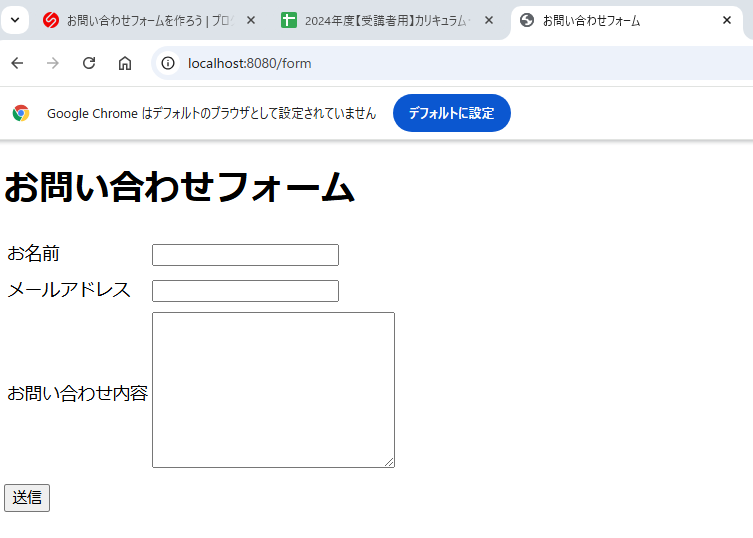 お問い合わせフォームを作ろう | プロ
2024年度【受講者用】カリキュラム
お問い合わせフォーム
localhost:8080/form
Google Chrome はデフォルトのブラウザとして設定されていません
デフォルトに設定
お問い合わせフォーム
お名前
メールアドレス
お問い合わせ内容
送信